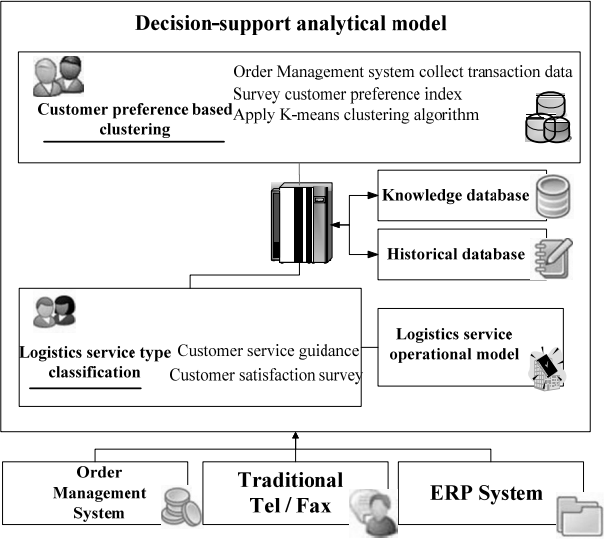 Decision-support analytical model
Order Management system collect transaction data
Survey customer preference index
Apply K-means clustering algorithm
Customer preference based
clustering
Knowledge database
Historical database
Logistics service type
classification
Customer service guidance
Customer satisfaction survey
Logistics service
operational model
Order
Management
System
Traditional
Tel / Fax
ERP System